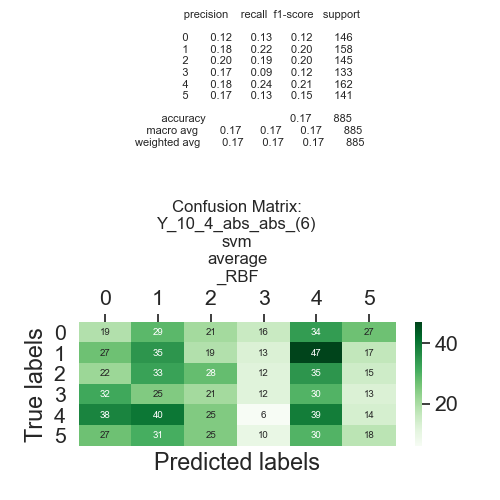 precision recall f1-score support
0 0.12 0.13 0.12 146
1 0.18 0.22 0.20 158
2 0.20 0.19 0.20 145
3 0.17 0.09 0.12 133
4 0.18 0.24 0.21 162
5 0.17 0.13 0.15 141
accuracy 0.17 885
macro avg 0.17 0.17 0.17 885
weighted avg 0.17 0.17 0.17 885
Confusion Matrix:
Y_10_4_abs_abs_(6)
svm
average
_RBF
0 1 2 3 4 5
0 19 29 21 16 34 27
1 27 35 19 13 47 17
2 22 33 28 12 35 15
3 32 25 21 12 30 13
4 38 40 25 6 39 14
5 27 31 25 10 30 18
True labels
Predicted labels
40
20